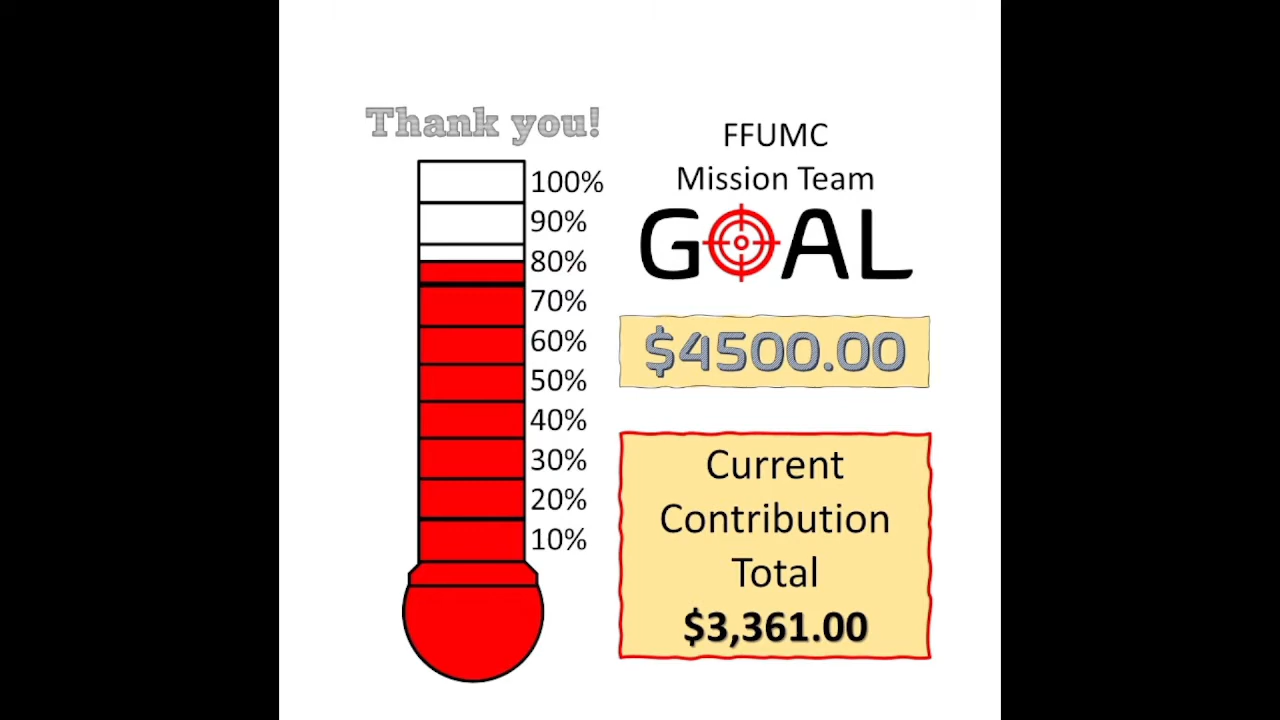 Thank you!
100%
90%
80%
70%
60%
50%
40%
30%
20%
10%
FFUMC
Mission Team
GOAL
$4500.00
Current
Contribution
Total
$3,361.00